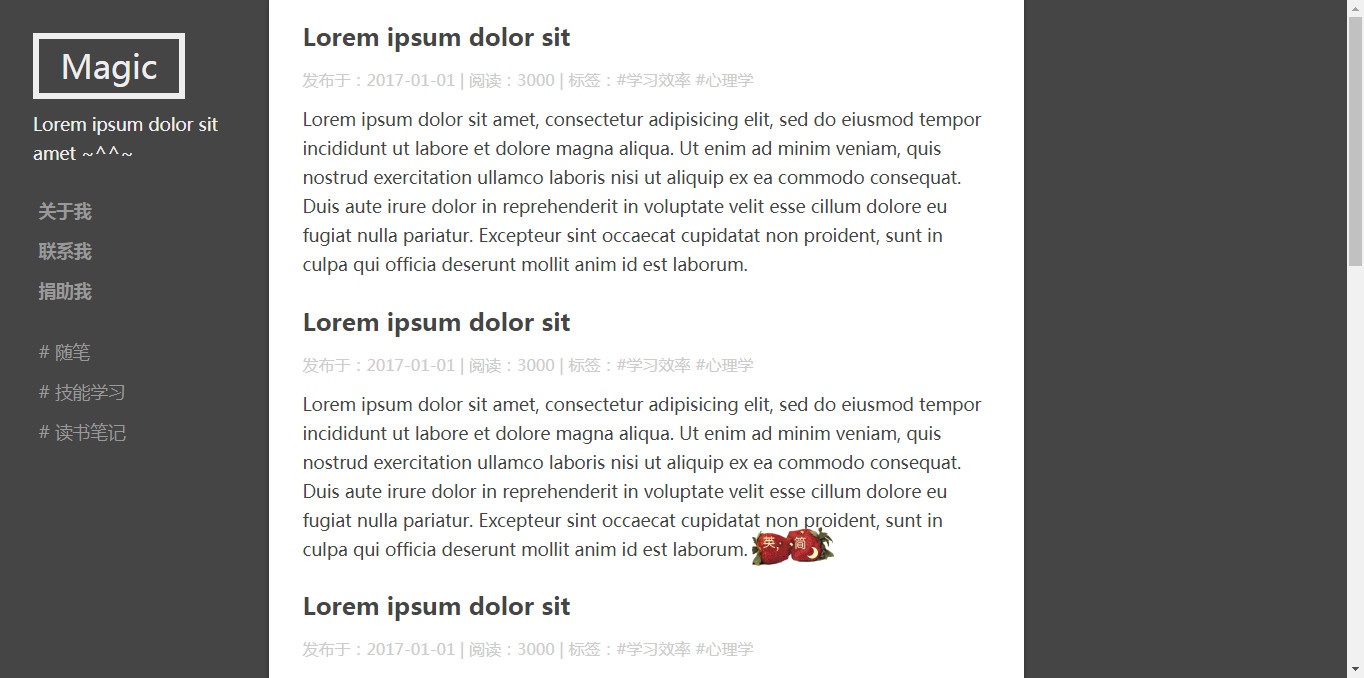 Magic
Lorem ipsum dolor sit
amet ~^^~
关于我
联系我
捐助我
# 随笔
# 技能学习
# 读书笔记
Lorem ipsum dolor sit
发布于：2017-01-01 | 阅读：3000 | 标签：#学习效率 #心理学
Lorem ipsum dolor sit amet, consectetur adipisicing elit, sed do eiusmod tempor
incididunt ut labore et dolore magna aliqua. Ut enim ad minim veniam, quis
nostrud exercitation ullamco laboris nisi ut aliquip ex ea commodo consequat.
Duis aute irure dolor in reprehenderit in voluptate velit esse cillum dolore eu
fugiat nulla pariatur. Excepteur sint occaecat cupidatat non proident, sunt in
culpa qui officia deserunt mollit anim id est laborum.
Lorem ipsum dolor sit
发布于：2017-01-01 | 阅读：3000 | 标签：#学习效率 #心理学
Lorem ipsum dolor sit amet, consectetur adipisicing elit, sed do eiusmod tempor
incididunt ut labore et dolore magna aliqua. Ut enim ad minim veniam, quis
nostrud exercitation ullamco laboris nisi ut aliquip ex ea commodo consequat.
Duis aute irure dolor in reprehenderit in voluptate velit esse cillum dolore eu
fugiat nulla pariatur. Excepteur sint occaecat cupidatat non proident, sunt in
culpa qui officia deserunt mollit anim id est laborum.
英 ; 简
Lorem ipsum dolor sit
发布于：2017-01-01 | 阅读：3000 | 标签：#学习效率 #心理学